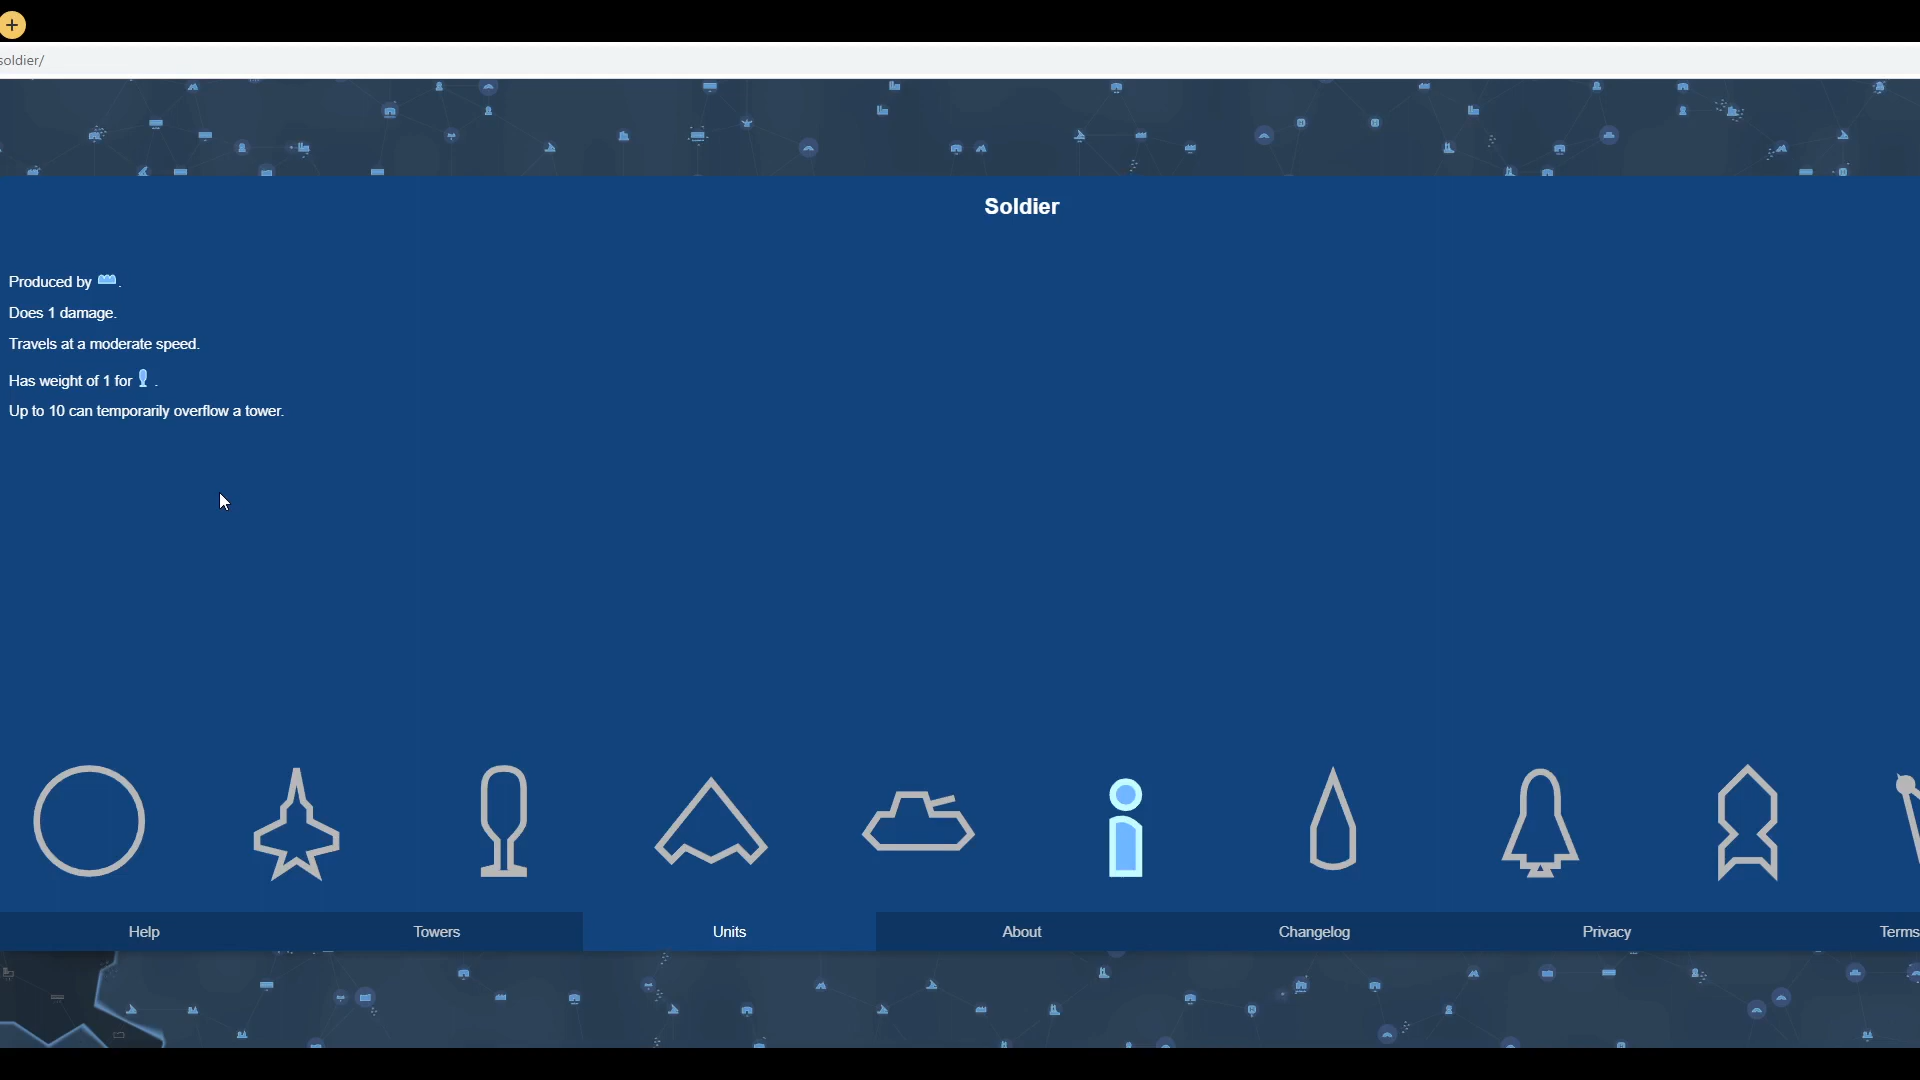 soldier/
Soldier
Produced by .
Does 1 damage.
Travels at a moderate speed.
Has weight of 1 for .
Up to 10 can temporarily overflow a tower.
Help Towers Units About Changelog Privacy Terms